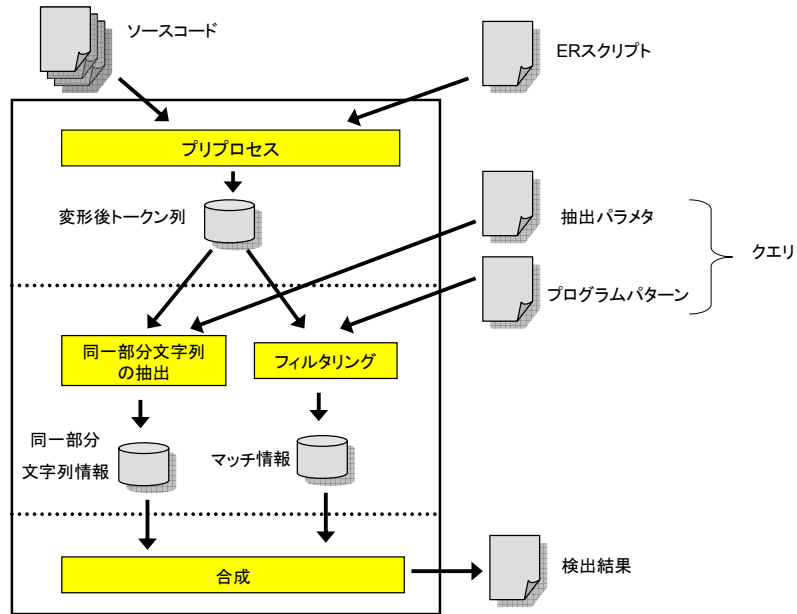 ソースコード
ERスクリプト
プリプロセス
変形後トークン列
抽出パラメタ
クエリ
プログラムパターン
同一部分文字列
の抽出
フィルタリング
同一部分
文字列情報
マッチ情報
合成
検出結果